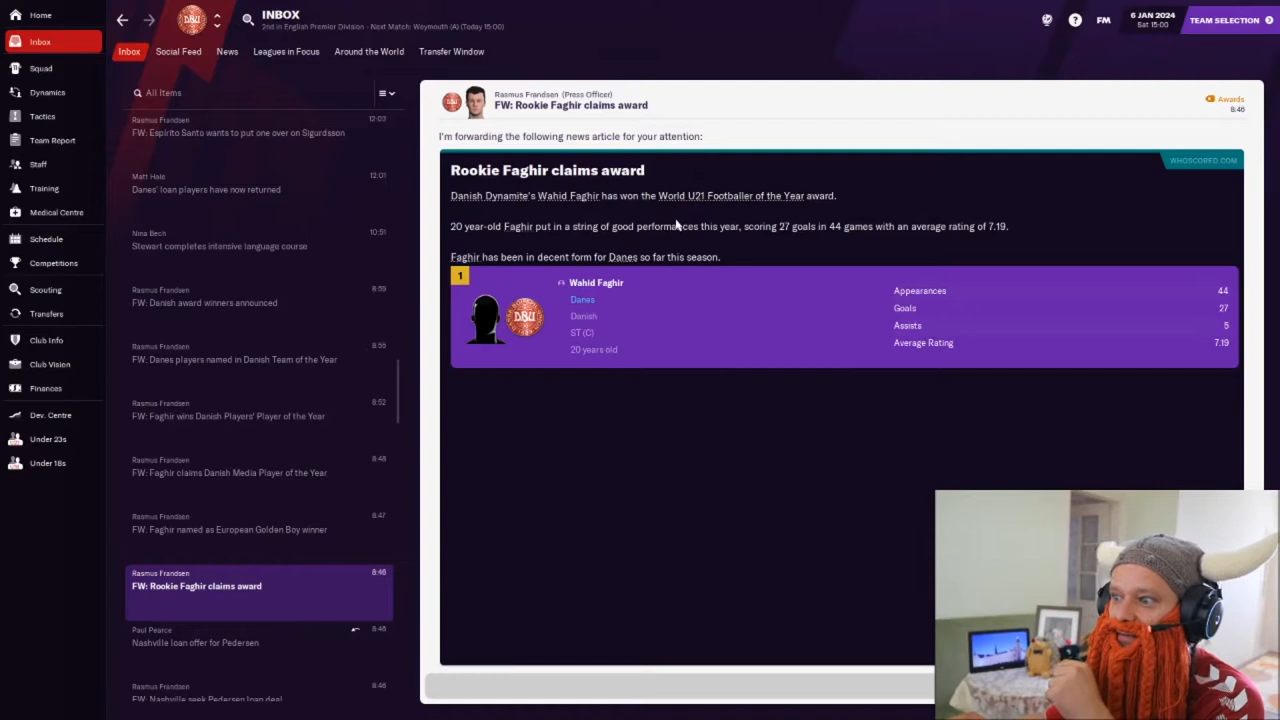 Home
Inbox
Squad
Dynamics
Tactics
Team Report
Staff
Training
Medical Centre
Schedule
Competitions
Scouting
Transfers
Club Info
Club Vision
Finances
Dev. Centre
Under 23s
Under 18s
DBU
INBOX
2nd in English Premier Division - Next Match: Weymouth (A) (Today 15:00)
FM
6 JAN 2024
Sat 15:00
TEAM SELECTION
Inbox Social Feed News Leagues in Focus Around the World Transfer Window
All Items
Rasmus Frandsen 12:03
FW: Espírito Santo wants to put one over on Sigurdsson
Matt Hale 12:01
Danes' loan players have now returned
Nina Bech 10:51
Stewart completes intensive language course
Rasmus Frandsen 8:59
FW: Danish award winners announced
Rasmus Frandsen 8:55
FW: Danes players named in Danish Team of the Year
Rasmus Frandsen 8:52
FW: Faghir wins Danish Players' Player of the Year
Rasmus Frandsen 8:48
FW: Faghir claims Danish Media Player of the Year
Rasmus Frandsen 8:47
FW: Faghir named as European Golden Boy winner
Rasmus Frandsen 8:46
FW: Rookie Faghir claims award
Paul Pearce 8:46
Nashville loan offer for Pedersen
Rasmus Frandsen 8:46
FW: Nashville seek Pedersen loan deal
Rasmus Frandsen (Press Officer)
FW: Rookie Faghir claims award
Awards
8:46
I'm forwarding the following news article for your attention:
Rookie Faghir claims award
WHOSCORED.COM
Danish Dynamite's Wahid Faghir has won the World U21 Footballer of the Year award.
20 year-old Faghir put in a string of good performances this year, scoring 27 goals in 44 games with an average rating of 7.19.
Faghir has been in decent form for Danes so far this season.
1
DBU
Wahid Faghir
Danes
Danish
ST (C)
20 years old
Appearances 44
Goals 27
Assists 5
Average Rating 7.19